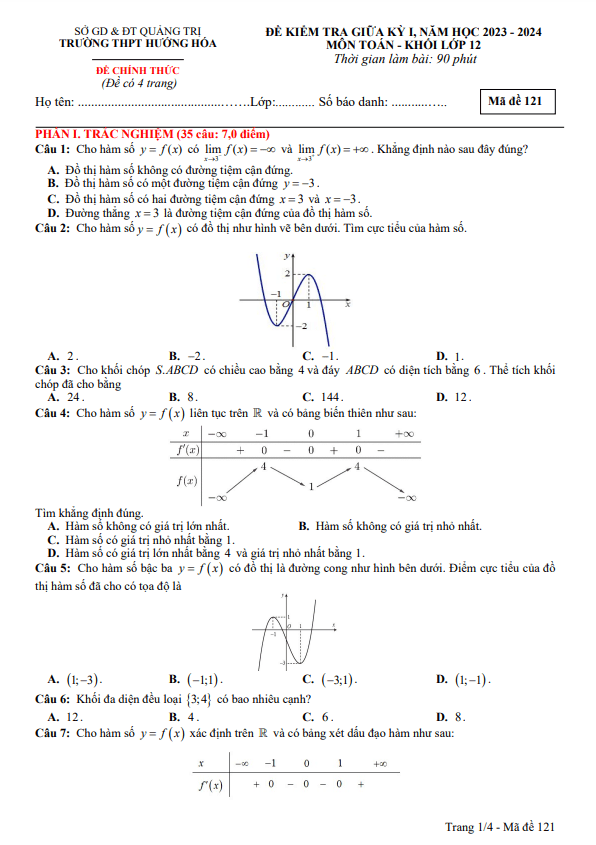 SỞ GD & ĐT QUẢNG TRỊ
TRƯỜNG THPT HƯỚNG HÓA
ĐỀ CHÍNH THỨC
(Đề có 4 trang)
ĐỀ KIỂM TRA GIỮA KỲ I, NĂM HỌC 2023 - 2024
MÔN TOÁN - KHỐI LỚP 12
Thời gian làm bài: 90 phút
Họ tên: ...............................................Lớp:............ Số báo danh: ................
Mã đề 121
PHẦN I. TRẮC NGHIỆM (35 câu: 7,0 điểm)
Câu 1: Cho hàm số y = f(x) có lim f(x) = −∞ và lim f(x) = +∞. Khẳng định nào sau đây đúng?
x→3⁻ x→3⁺
A. Đồ thị hàm số không có đường tiệm cận đứng.
B. Đồ thị hàm số có một đường tiệm cận đứng y = −3.
C. Đồ thị hàm số có hai đường tiệm cận đứng x = 3 và x = −3.
D. Đường thẳng x = 3 là đường tiệm cận đứng của đồ thị hàm số.
Câu 2: Cho hàm số y = f(x) có đồ thị như hình vẽ bên dưới. Tìm cực tiểu của hàm số.
y
2
−1
O 1 x
−2
A. 2. B. −2. C. −1. D. 1.
Câu 3: Cho khối chóp S.ABCD có chiều cao bằng 4 và đáy ABCD có diện tích bằng 6. Thể tích khối
chóp đã cho bằng
A. 24. B. 8. C. 144. D. 12.
Câu 4: Cho hàm số y = f(x) liên tục trên ℝ và có bảng biến thiên như sau:
x −∞ −1 0 1 +∞
f′(x) + 0 − 0 + 0 −
4 4
f(x)
1
−∞ −∞
Tìm khẳng định đúng.
A. Hàm số không có giá trị lớn nhất. B. Hàm số không có giá trị nhỏ nhất.
C. Hàm số có giá trị nhỏ nhất bằng 1.
D. Hàm số có giá trị lớn nhất bằng 4 và giá trị nhỏ nhất bằng 1.
Câu 5: Cho hàm số bậc ba y = f(x) có đồ thị là đường cong như hình bên dưới. Điểm cực tiểu của đồ
thị hàm số đã cho có tọa độ là
y
1
−1 0 1 x
−3
A. (1;−3). B. (−1;1). C. (−3;1). D. (1;−1).
Câu 6: Khối đa diện đều loại {3;4} có bao nhiêu cạnh?
A. 12. B. 4. C. 6. D. 8.
Câu 7: Cho hàm số y = f(x) xác định trên ℝ và có bảng xét dấu đạo hàm như sau:
x −∞ −1 0 1 +∞
f′(x) + 0 − 0 − 0 +
Trang 1/4 - Mã đề 121